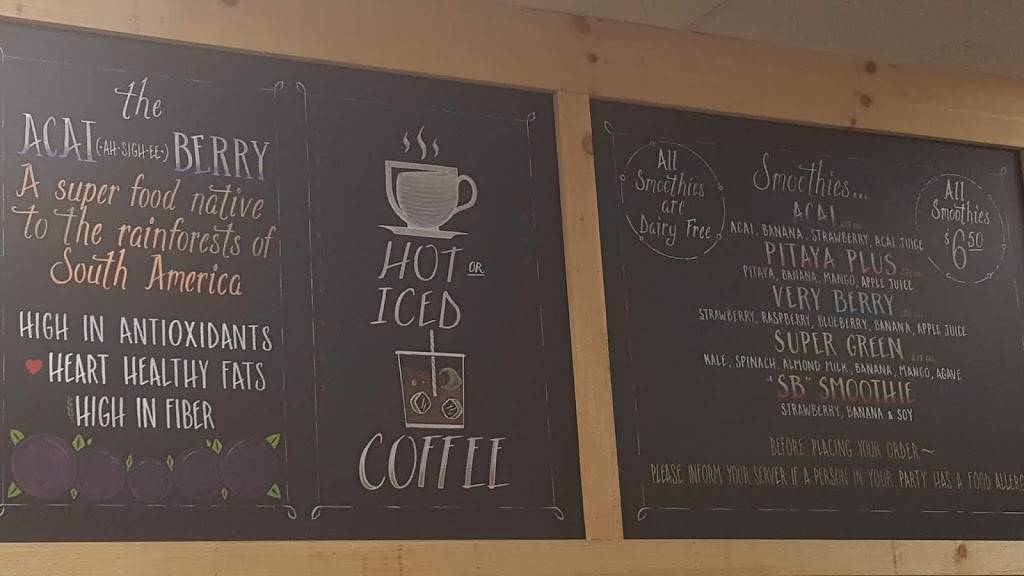 the
ACAI (·AH·SIGH·EE·) BERRY
A super food native
to the rainforests of
South America
HIGH IN ANTIOXIDANTS
HEART HEALTHY FATS
HIGH IN FIBER
HOT OR
ICED
COFFEE
All
Smoothies
are
Dairy Free
Smoothies...
ACAI
ACAI, BANANA, STRAWBERRY, ACAI JUICE
PITAYA PLUS
PITAYA, BANANA, MANGO, APPLE JUICE
VERY BERRY
STRAWBERRY, RASPBERRY, BLUEBERRY, BANANA, APPLE JUICE
SUPER GREEN
KALE, SPINACH, ALMOND MILK, BANANA, MANGO, AGAVE
"SB" SMOOTHIE
STRAWBERRY, BANANA & SOY
All
Smoothies
$6.50
BEFORE PLACING YOUR ORDER~
PLEASE INFORM YOUR SERVER IF A PERSON IN YOUR PARTY HAS A FOOD ALLERG